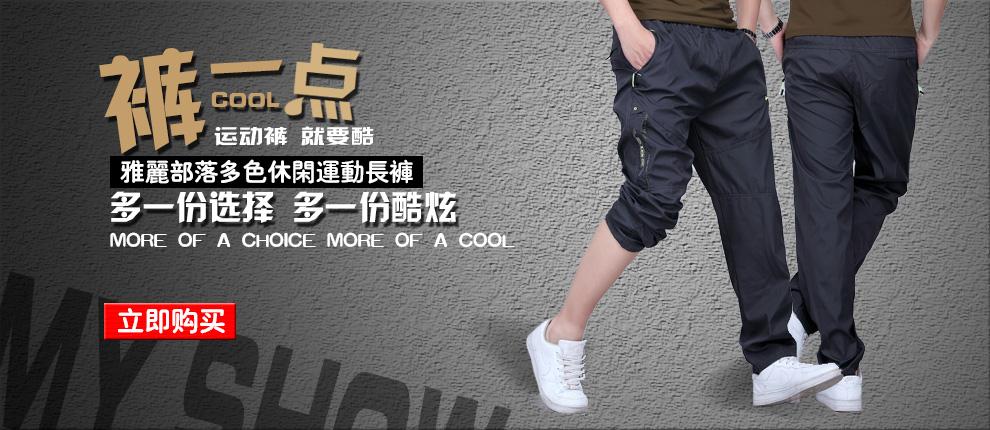 裤一点
COOL
运动裤 就要酷
雅麗部落多色休閑運動長褲
多一份选择 多一份酷炫
MORE OF A CHOICE MORE OF A COOL
立即购买
MY SHOW